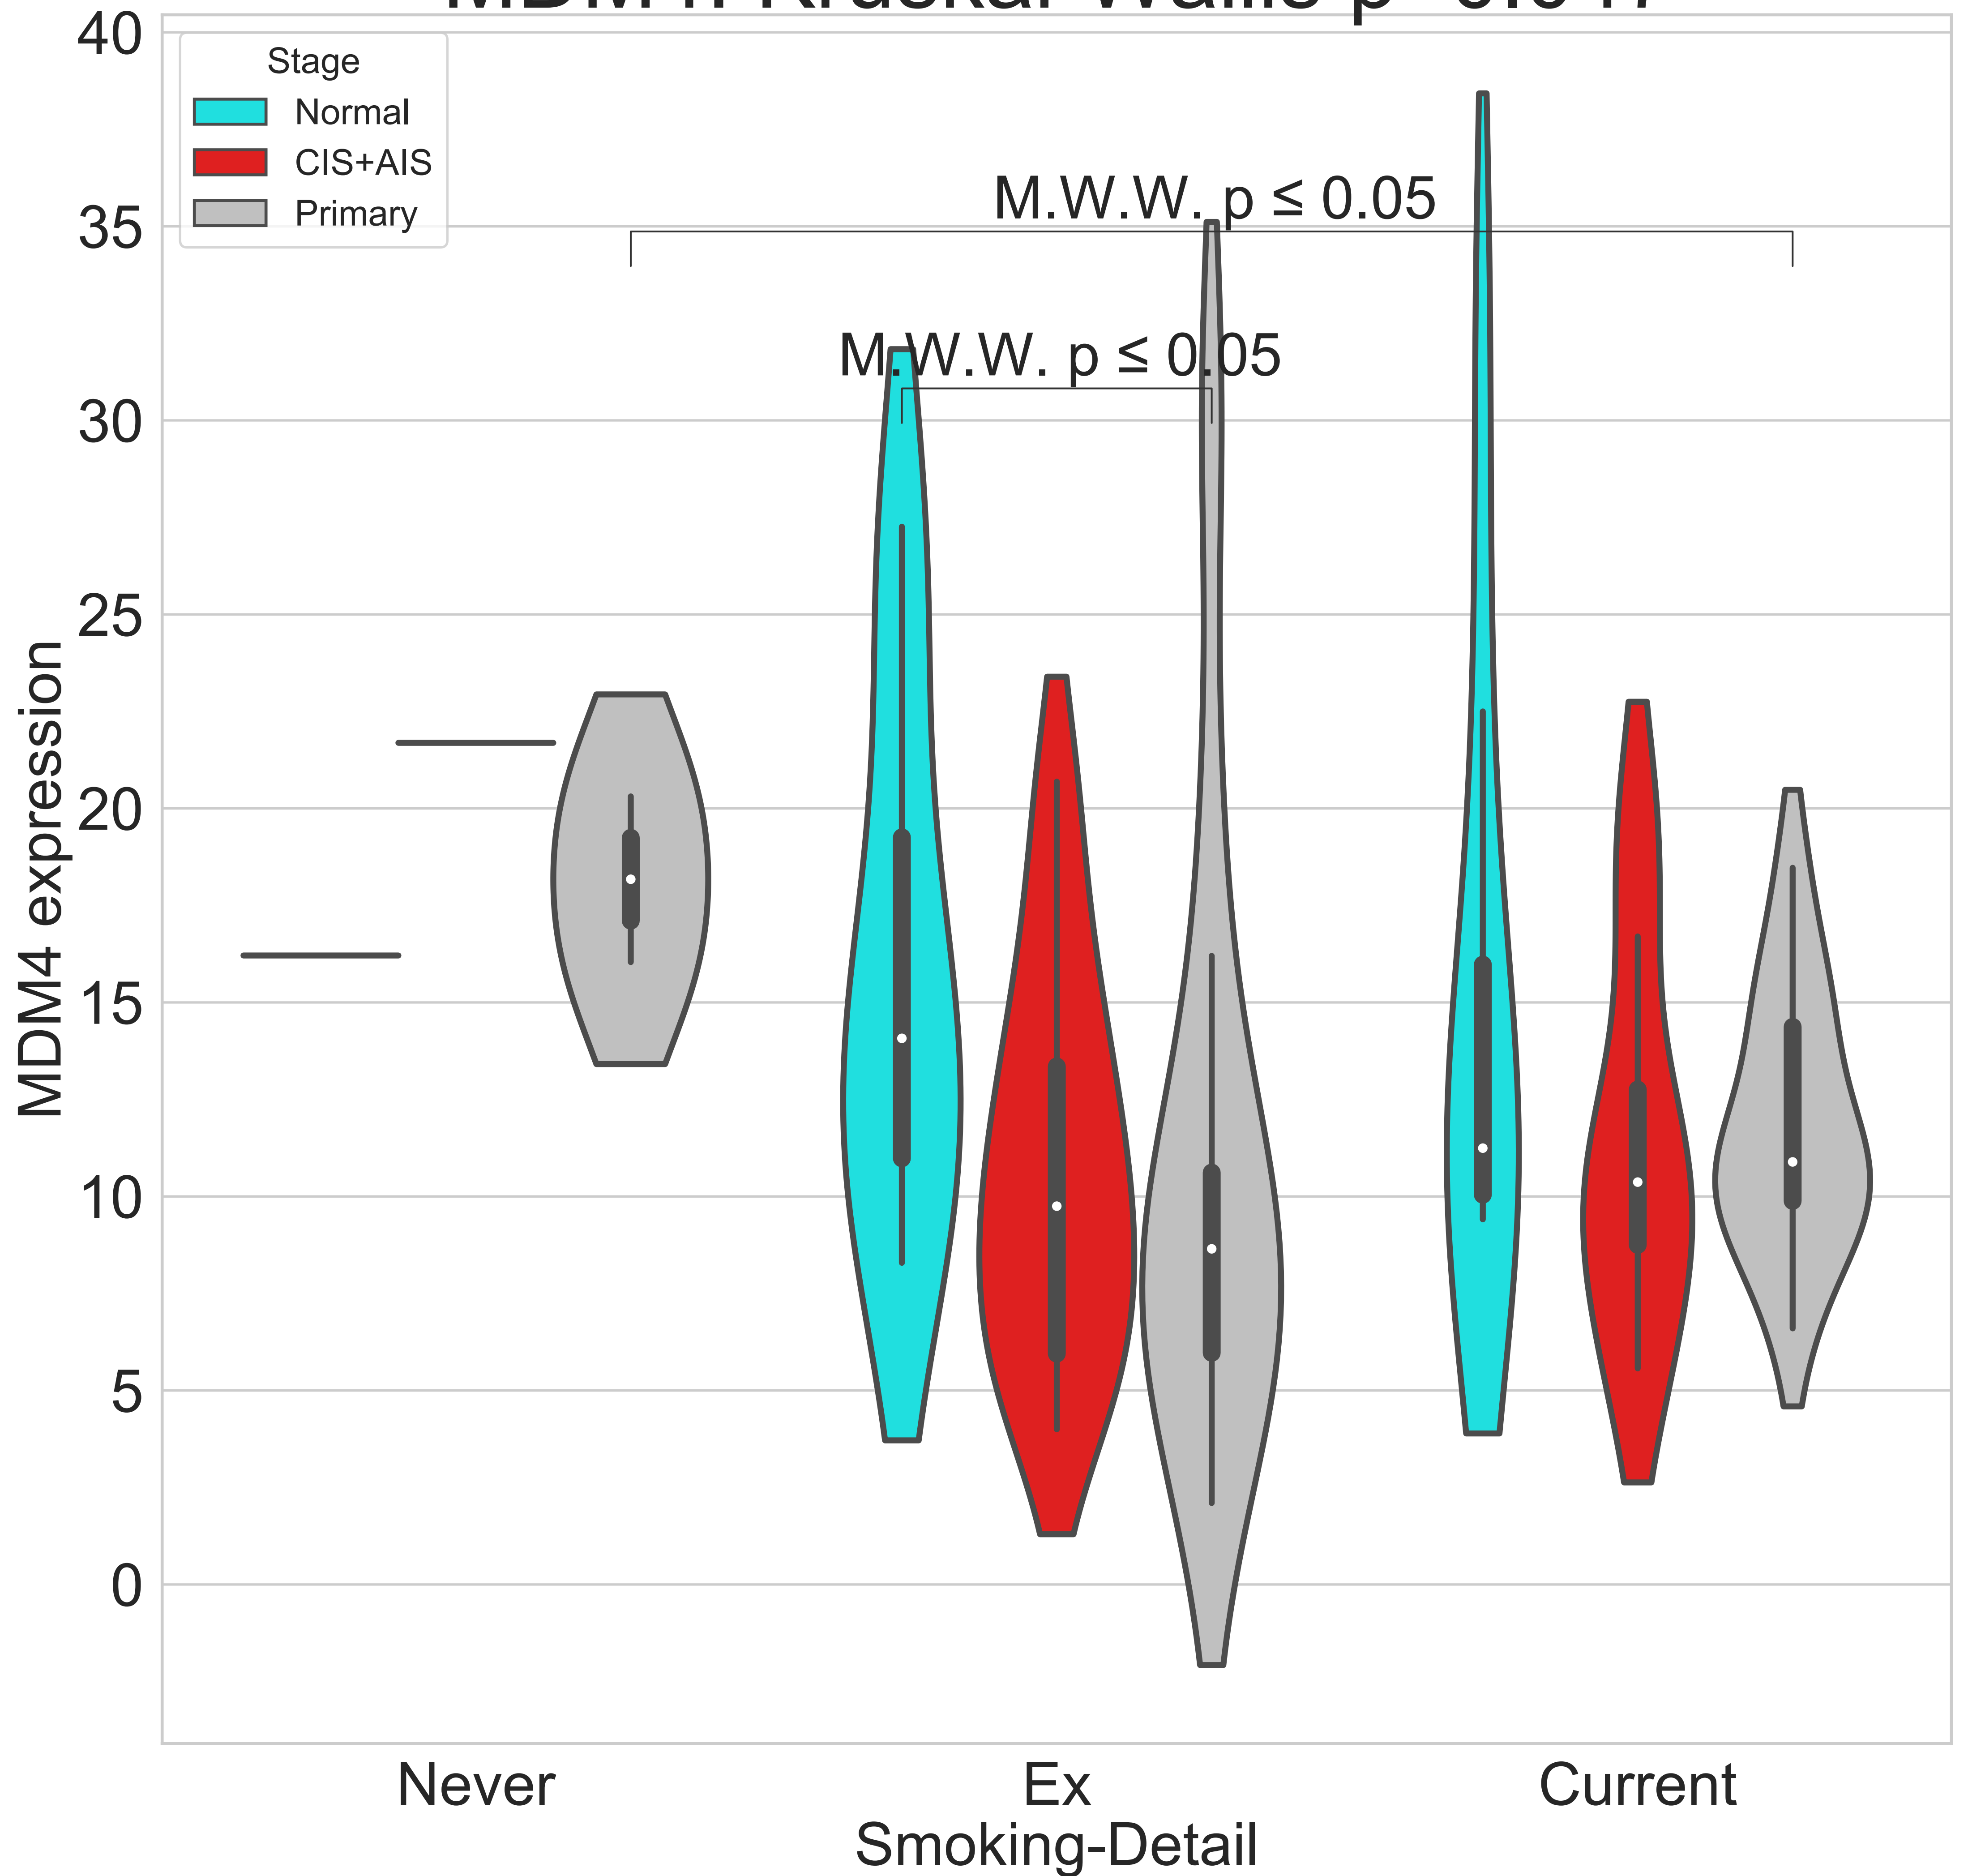 40
Stage
Normal
CIS+AIS
Primary
35
M.W.W. p ≤ 0.05
M.W.W. p ≤ 0.05
30
25
20
15
10
5
0
MDM4 expression
Never
Ex
Current
Smoking-Detail